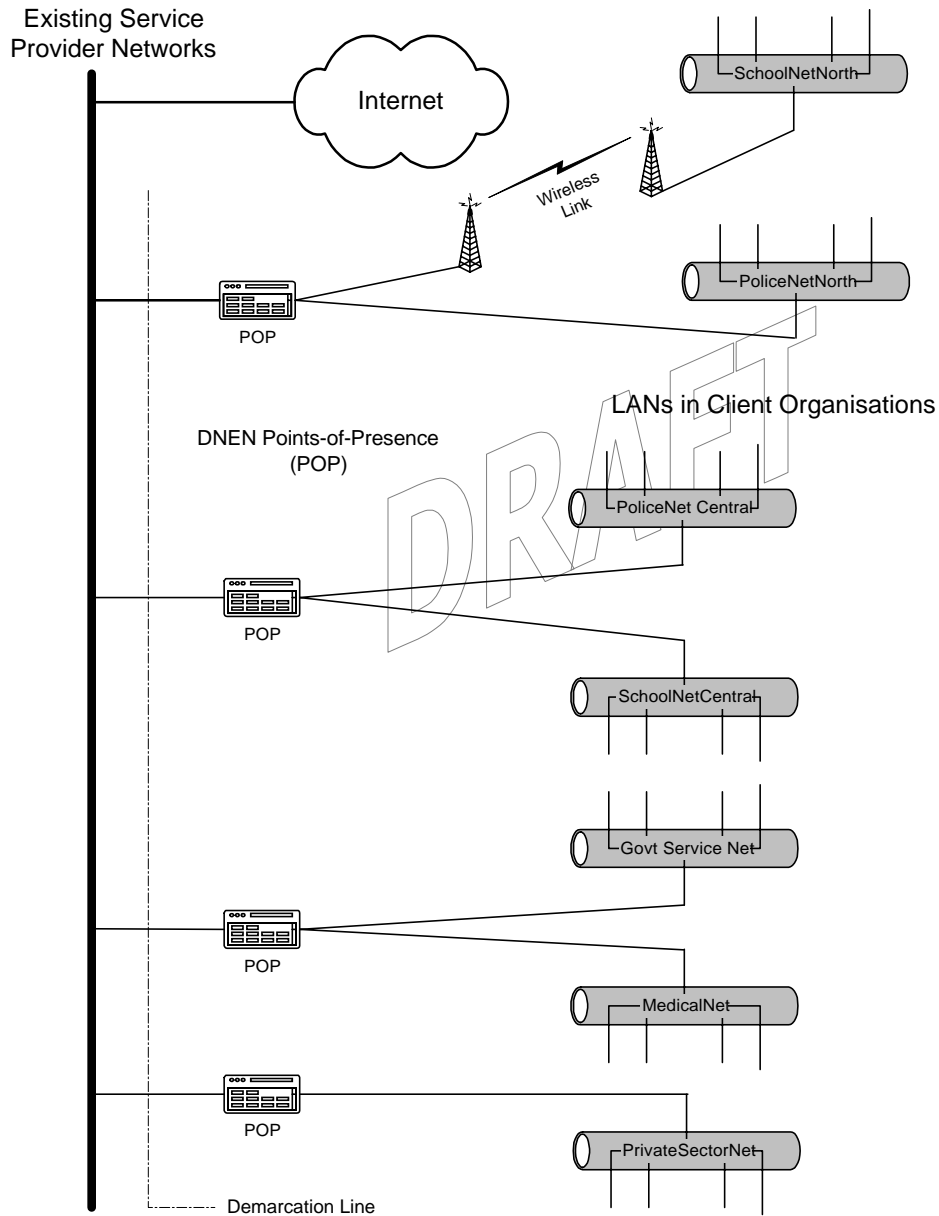 Existing Service
Provider Networks
Internet
SchoolNetNorth
Wireless
Link
PoliceNetNorth
POP
DRAFT
LANs in Client Organisations
DNEN Points-of-Presence
(POP)
PoliceNet Central
POP
SchoolNetCentral
Govt Service Net
POP
MedicalNet
POP
PrivateSectorNet
Demarcation Line